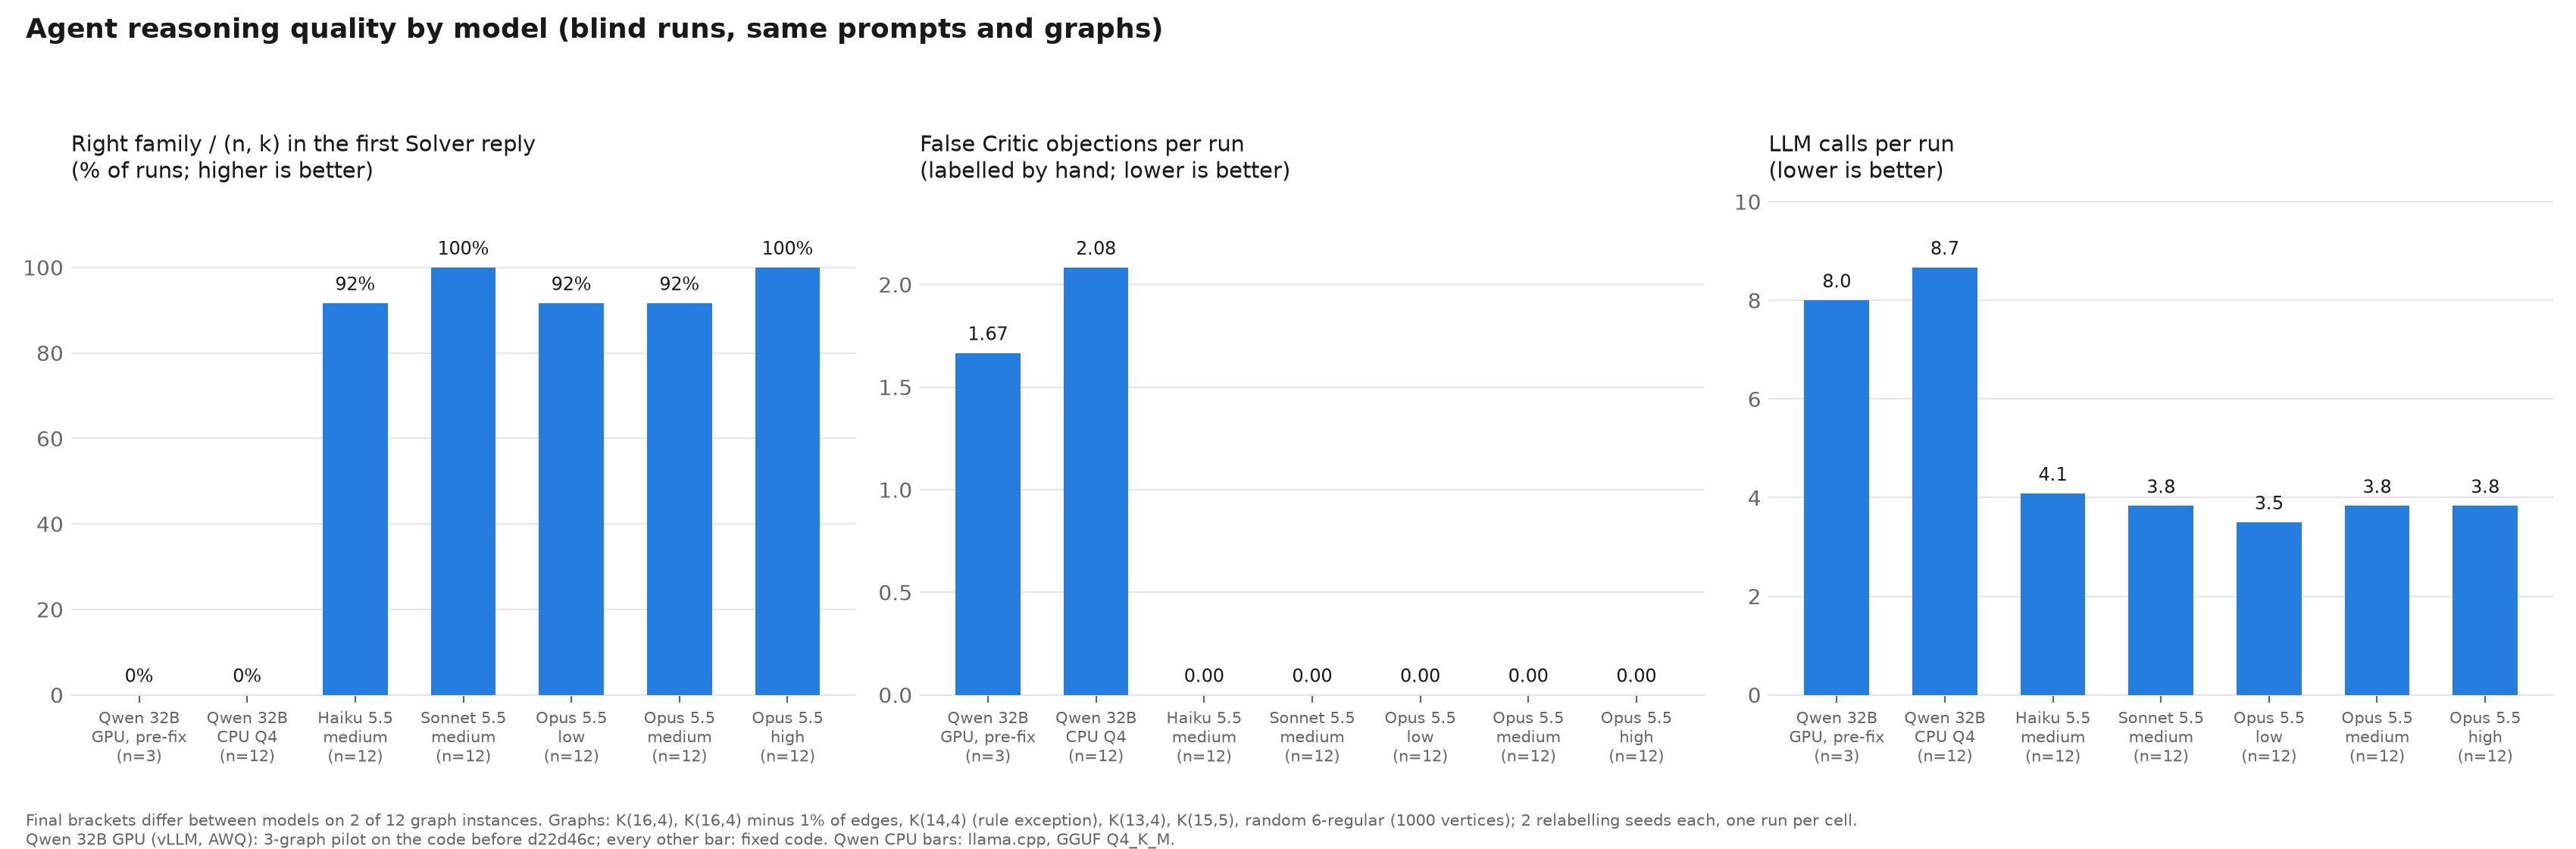 Agent reasoning quality by model (blind runs, same prompts and graphs)
Right family / (n, k) in the first Solver reply
(% of runs; higher is better)
100
80
60
40
20
0
0%
0%
92%
100%
92%
92%
100%
Qwen 32B
GPU, pre-fix
(n=3)
Qwen 32B
CPU Q4
(n=12)
Haiku 5.5
medium
(n=12)
Sonnet 5.5
medium
(n=12)
Opus 5.5
low
(n=12)
Opus 5.5
medium
(n=12)
Opus 5.5
high
(n=12)
False Critic objections per run
(labelled by hand; lower is better)
2.0
1.5
1.0
0.5
0.0
1.67
2.08
0.00
0.00
0.00
0.00
0.00
Qwen 32B
GPU, pre-fix
(n=3)
Qwen 32B
CPU Q4
(n=12)
Haiku 5.5
medium
(n=12)
Sonnet 5.5
medium
(n=12)
Opus 5.5
low
(n=12)
Opus 5.5
medium
(n=12)
Opus 5.5
high
(n=12)
LLM calls per run
(lower is better)
10
8
6
4
2
0
8.0
8.7
4.1
3.8
3.5
3.8
3.8
Qwen 32B
GPU, pre-fix
(n=3)
Qwen 32B
CPU Q4
(n=12)
Haiku 5.5
medium
(n=12)
Sonnet 5.5
medium
(n=12)
Opus 5.5
low
(n=12)
Opus 5.5
medium
(n=12)
Opus 5.5
high
(n=12)
Final brackets differ between models on 2 of 12 graph instances. Graphs: K(16,4), K(16,4) minus 1% of edges, K(14,4) (rule exception), K(13,4), K(15,5), random 6-regular (1000 vertices); 2 relabelling seeds each, one run per cell.
Qwen 32B GPU (vLLM, AWQ): 3-graph pilot on the code before d22d46c; every other bar: fixed code. Qwen CPU bars: llama.cpp, GGUF Q4_K_M.